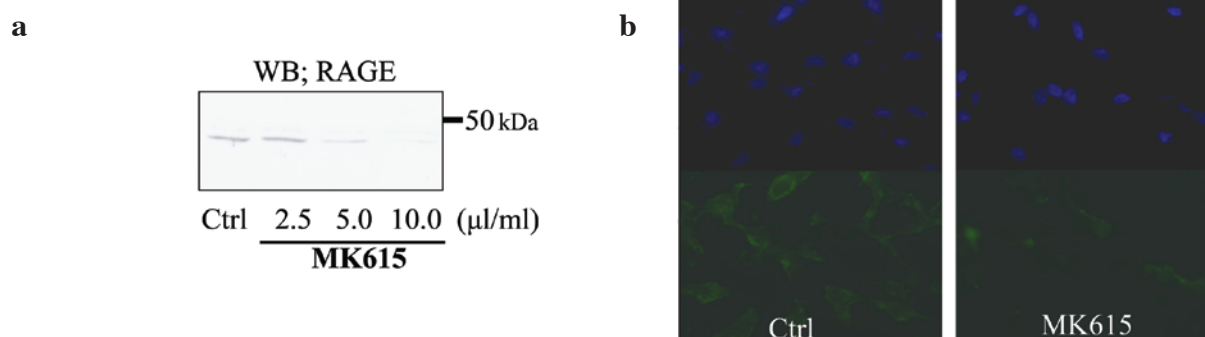 a
WB; RAGE
50 kDa
Ctrl 2.5 5.0 10.0 (µl/ml)
MK615
b
Ctrl
MK615